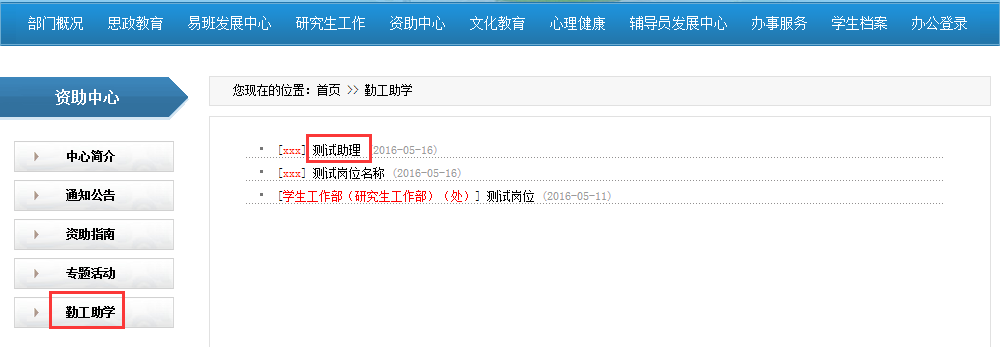 部门概况 思政教育 易班发展中心 研究生工作 资助中心 文化教育 心理健康 辅导员发展中心 办事服务 学生档案 办公登录
资助中心
中心简介
通知公告
资助指南
专题活动
勤工助学
您现在的位置：首页 >> 勤工助学
[xxx] 测试助理 (2016-05-16)
[xxx] 测试岗位名称 (2016-05-16)
[学生工作部（研究生工作部）（处）] 测试岗位 (2016-05-11)